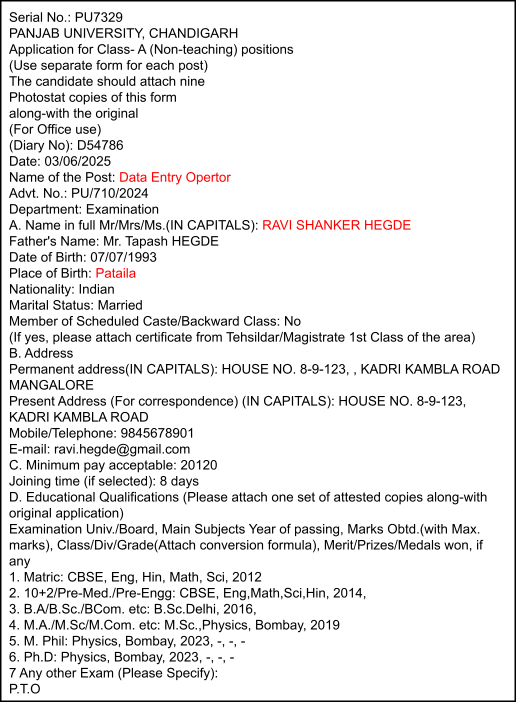 Serial No.: PU7329
PANJAB UNIVERSITY, CHANDIGARH
Application for Class- A (Non-teaching) positions
(Use separate form for each post)
The candidate should attach nine
Photostat copies of this form
along-with the original
(For Office use)
(Diary No): D54786
Date: 03/06/2025
Name of the Post: Data Entry Opertor
Advt. No.: PU/710/2024
Department: Examination
A. Name in full Mr/Mrs/Ms.(IN CAPITALS): RAVI SHANKER HEGDE
Father's Name: Mr. Tapash HEGDE
Date of Birth: 07/07/1993
Place of Birth: Pataila
Nationality: Indian
Marital Status: Married
Member of Scheduled Caste/Backward Class: No
(If yes, please attach certificate from Tehsildar/Magistrate 1st Class of the area)
B. Address
Permanent address(IN CAPITALS): HOUSE NO. 8-9-123, , KADRI KAMBLA ROAD
MANGALORE
Present Address (For correspondence) (IN CAPITALS): HOUSE NO. 8-9-123,
KADRI KAMBLA ROAD
Mobile/Telephone: 9845678901
E-mail: ravi.hegde@gmail.com
C. Minimum pay acceptable: 20120
Joining time (if selected): 8 days
D. Educational Qualifications (Please attach one set of attested copies along-with
original application)
Examination Univ./Board, Main Subjects Year of passing, Marks Obtd.(with Max.
marks), Class/Div/Grade(Attach conversion formula), Merit/Prizes/Medals won, if
any
1. Matric: CBSE, Eng, Hin, Math, Sci, 2012
2. 10+2/Pre-Med./Pre-Engg: CBSE, Eng,Math,Sci,Hin, 2014,
3. B.A/B.Sc./BCom. etc: B.Sc.Delhi, 2016,
4. M.A./M.Sc/M.Com. etc: M.Sc.,Physics, Bombay, 2019
5. M. Phil: Physics, Bombay, 2023, -, -, -
6. Ph.D: Physics, Bombay, 2023, -, -, -
7 Any other Exam (Please Specify):
P.T.O